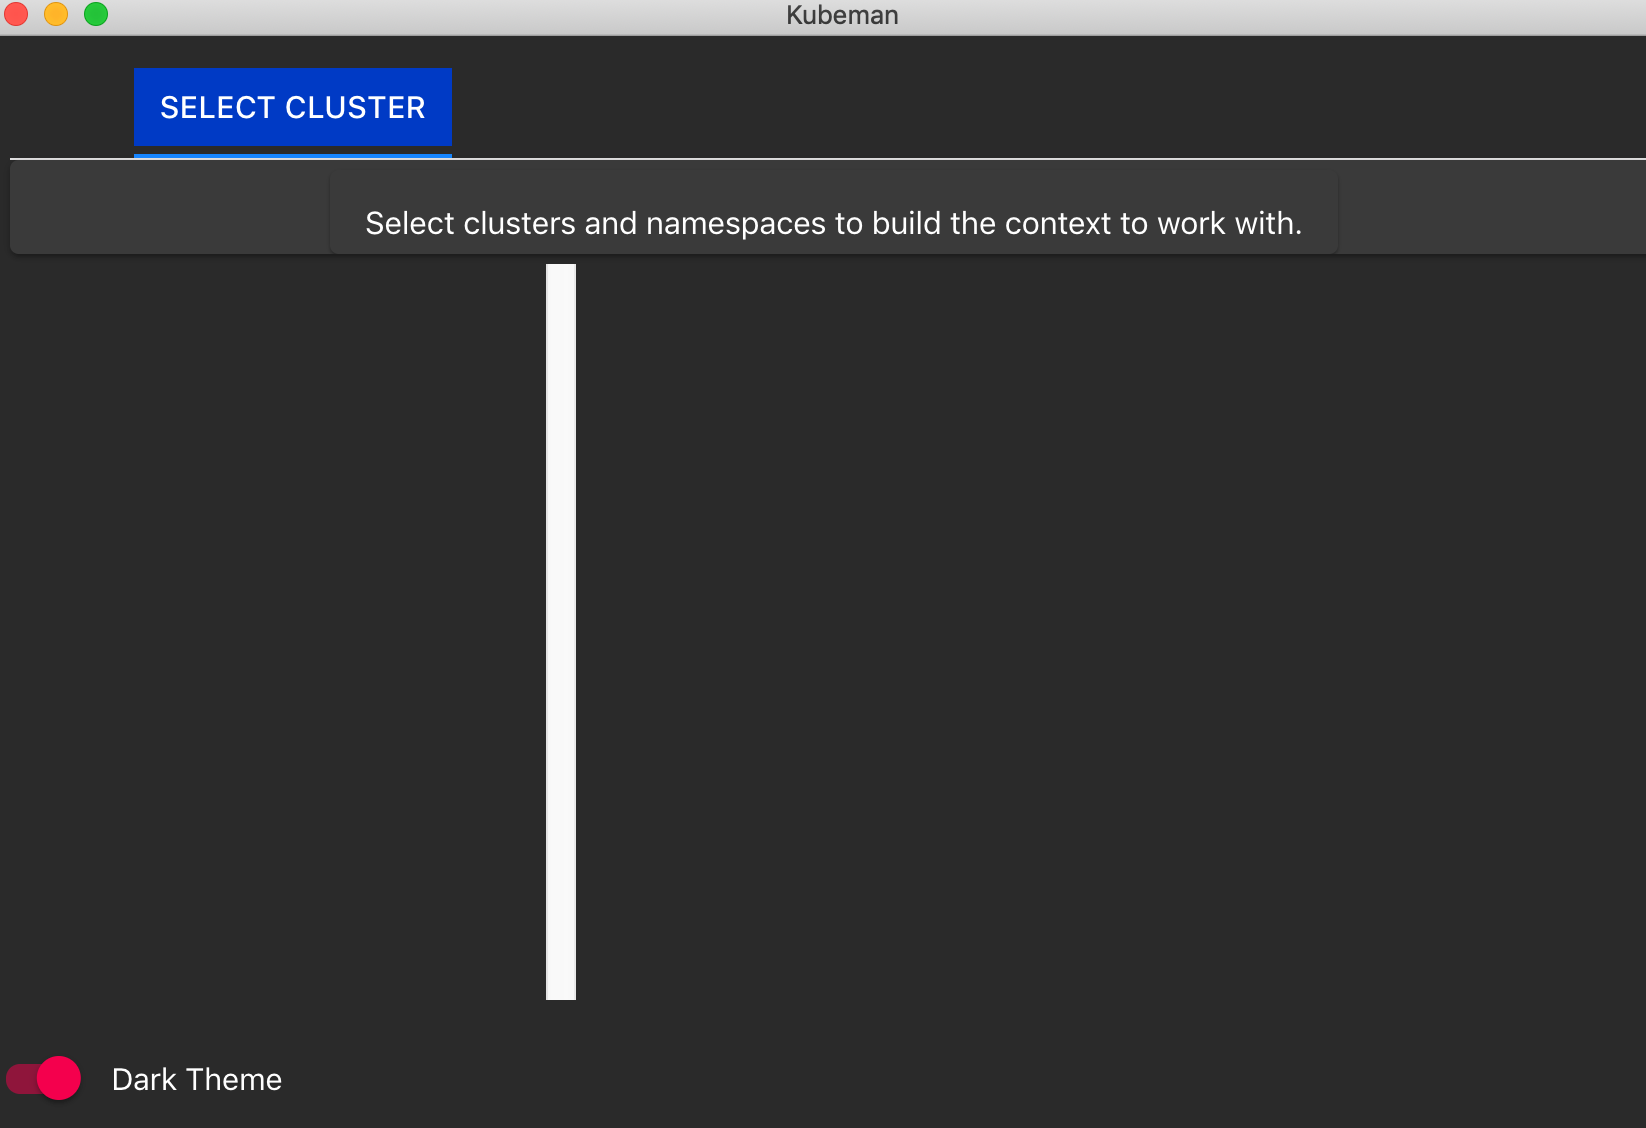 Kubeman
SELECT CLUSTER
Select clusters and namespaces to build the context to work with.
Dark Theme